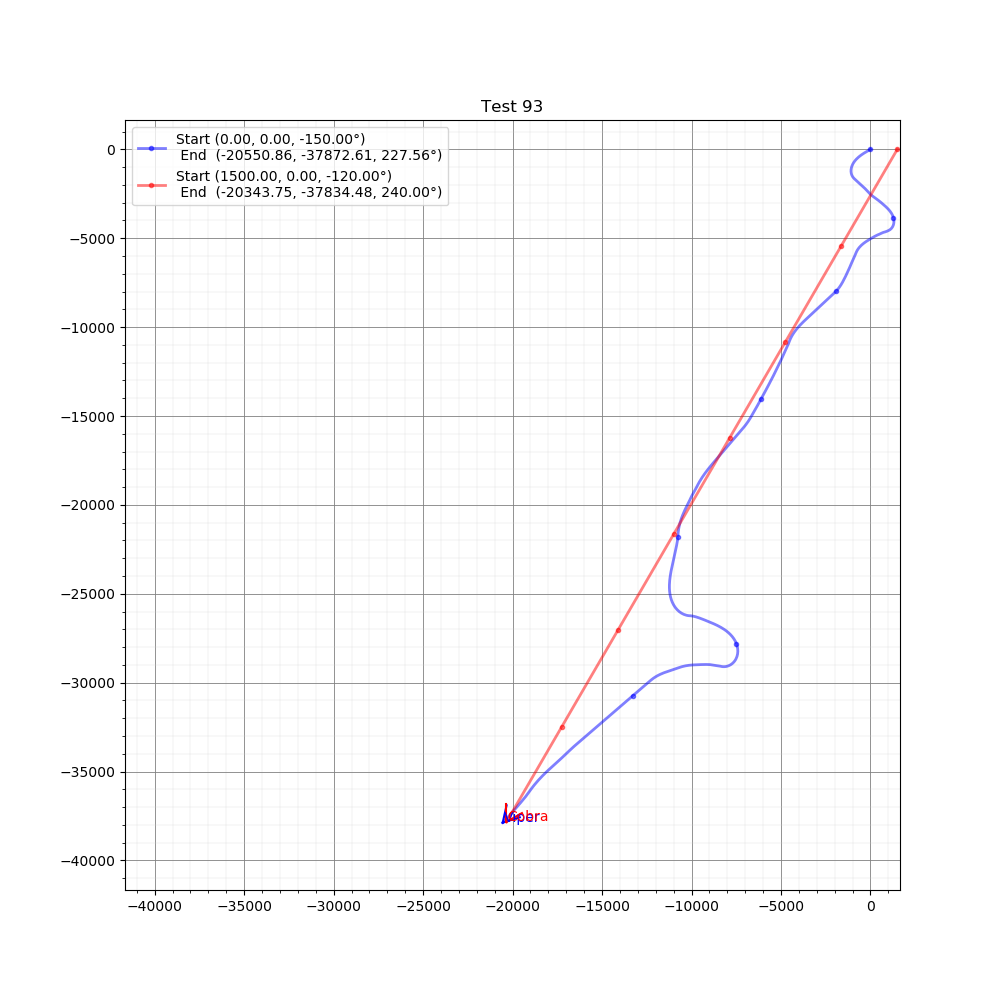 Test 93
Start (0.00, 0.00, -150.00°)
End  (-20550.86, -37872.61, 227.56°)
Start (1500.00, 0.00, -120.00°)
End  (-20343.75, -37834.48, 240.00°)
0
−5000
−10000
−15000
−20000
−25000
−30000
−35000
−40000
−40000 −35000 −30000 −25000 −20000 −15000 −10000 −5000 0